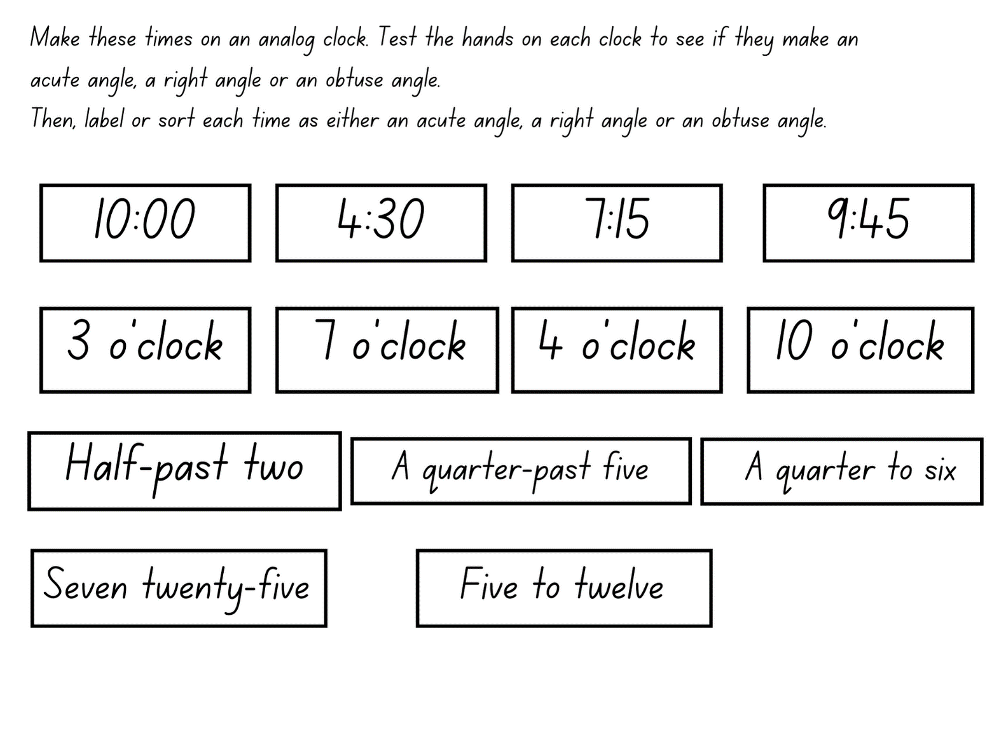 Make these times on an analog clock. Test the hands on each clock to see if they make an
acute angle, a right angle or an obtuse angle.
Then, label or sort each time as either an acute angle, a right angle or an obtuse angle.
10:00
4:30
7:15
9:45
3 o'clock
7 o'clock
4 o'clock
10 o'clock
Half-past two
A quarter-past five
A quarter to six
Seven twenty-five
Five to twelve